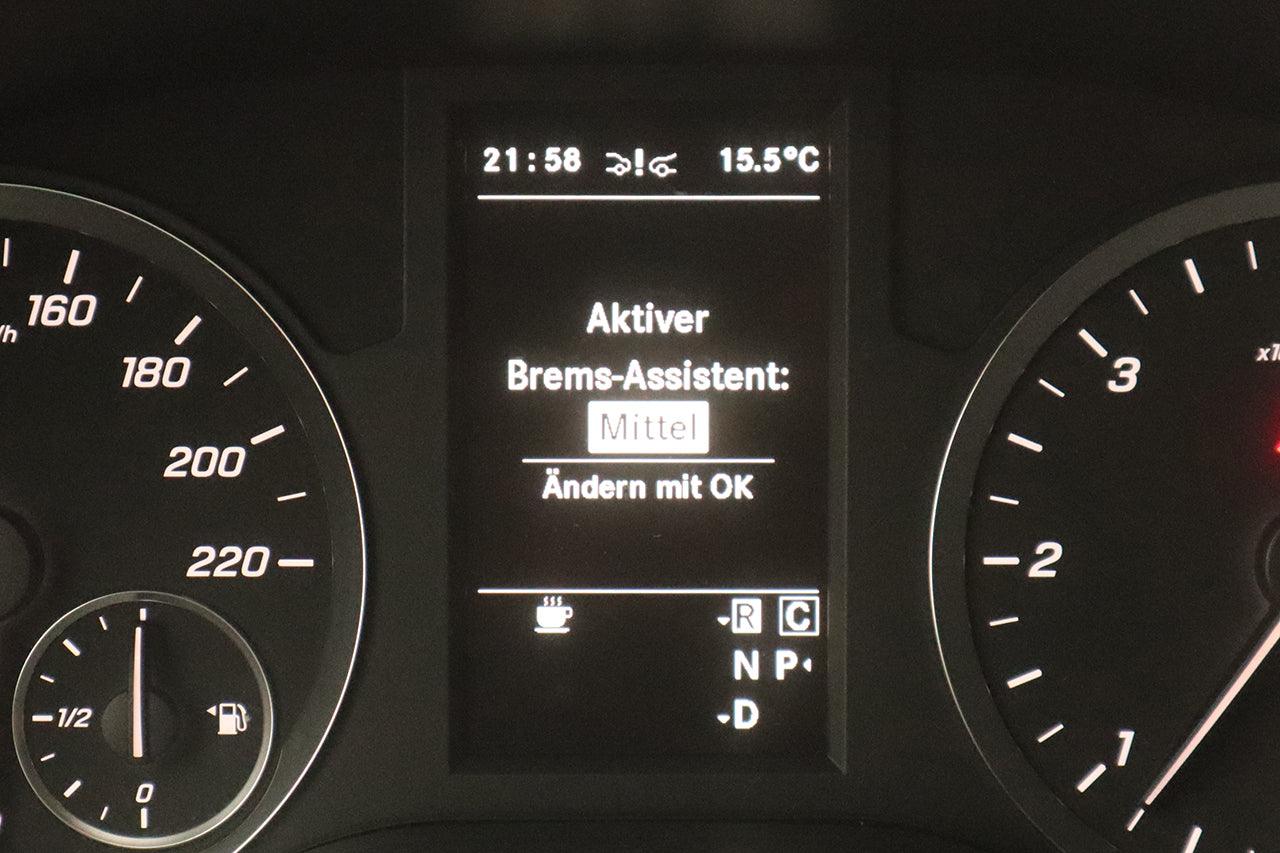 21:58 15.5°C
Aktiver
Brems-Assistent:
Mittel
Ändern mit OK
R C
N P
D
/h
160
180
200
220
1/2
0
3
2
1